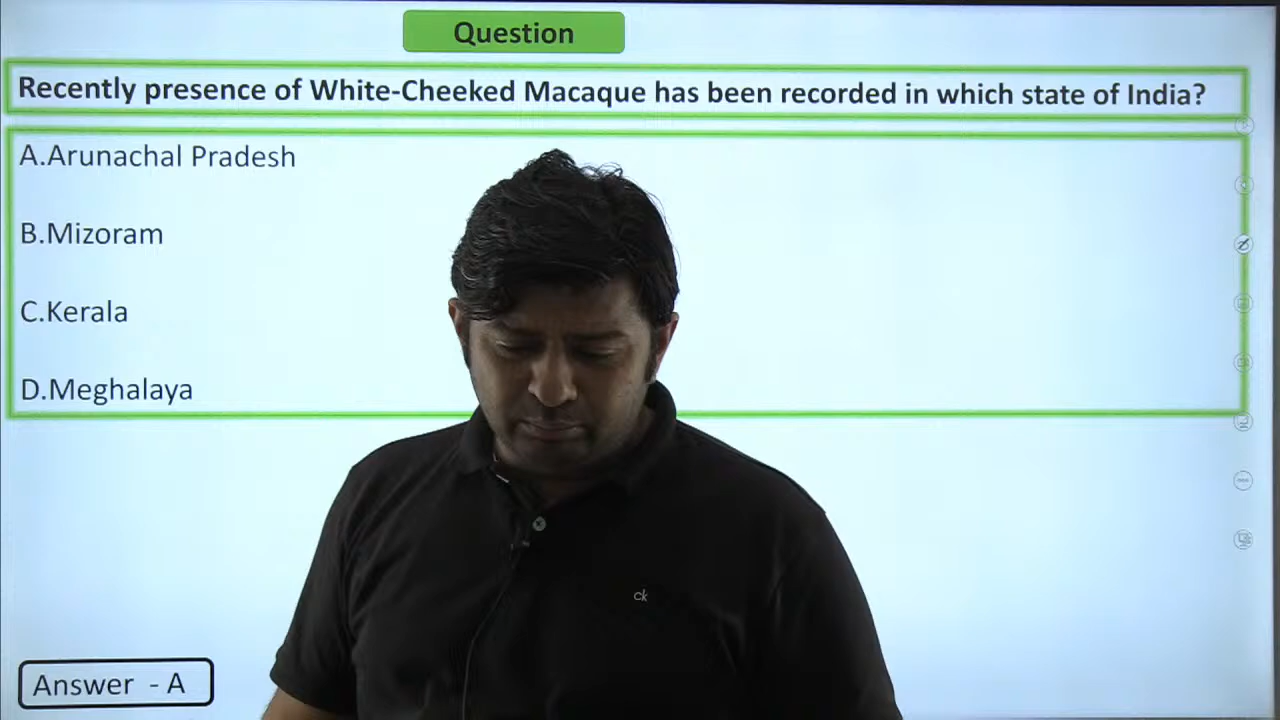 Question
Recently presence of White-Cheeked Macaque has been recorded in which state of India?
A.Arunachal Pradesh
B.Mizoram
C.Kerala
D.Meghalaya
ck
Answer - A